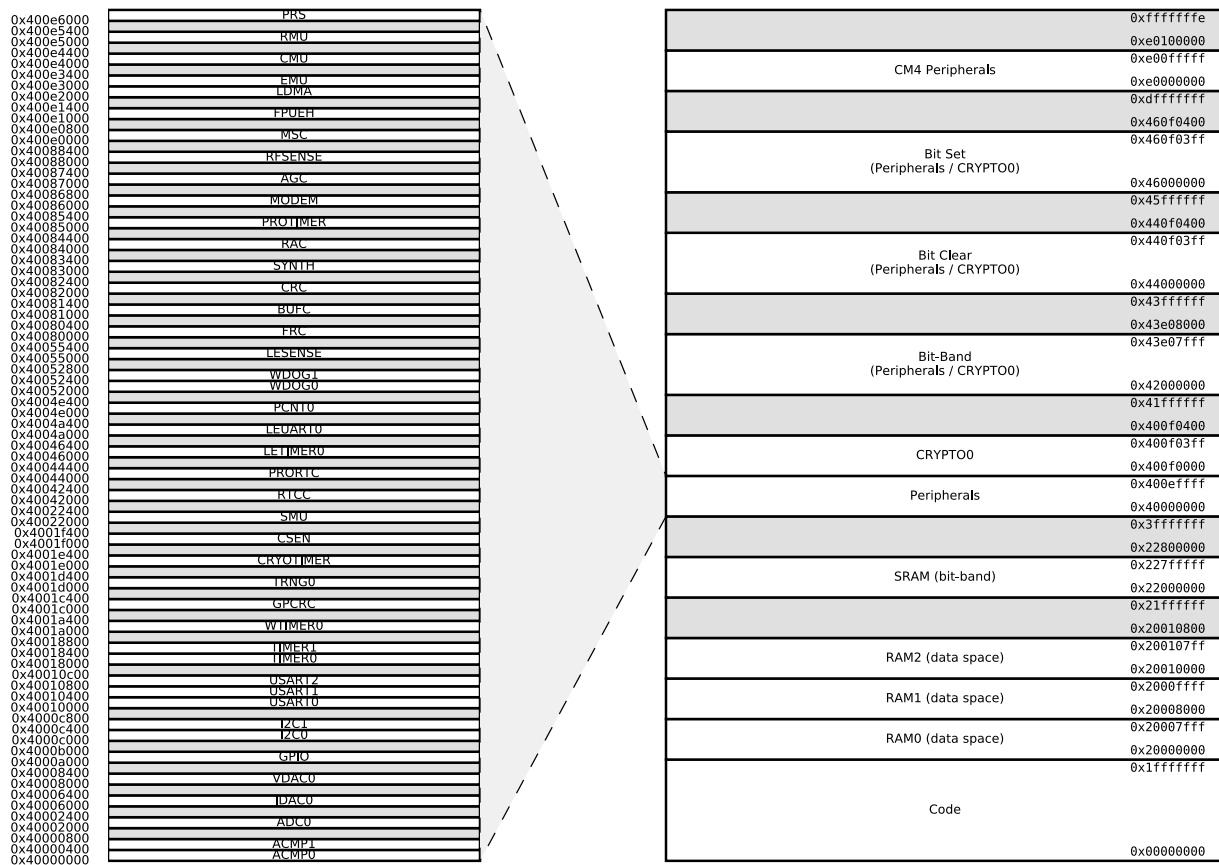 0x400e6000
0x400e5400
0x400e5000
0x400e4400
0x400e4000
0x400e3400
0x400e3000
0x400e2000
0x400e1400
0x400e1000
0x400e0800
0x400e0000
0x40088400
0x40088000
0x40087400
0x40087000
0x40086800
0x40086000
0x40085400
0x40085000
0x40084400
0x40084000
0x40083400
0x40083000
0x40082400
0x40082000
0x40081400
0x40081000
0x40080400
0x40080000
0x40055400
0x40055000
0x40052800
0x40052400
0x40052000
0x4004e400
0x4004e000
0x4004a400
0x4004a000
0x40046400
0x40046000
0x40044400
0x40044000
0x40042400
0x40042000
0x40022400
0x40022000
0x4001f400
0x4001f000
0x4001e400
0x4001e000
0x4001d400
0x4001d000
0x4001c400
0x4001c000
0x4001a400
0x4001a000
0x40018800
0x40018400
0x40018000
0x40010c00
0x40010800
0x40010400
0x40010000
0x4000c800
0x4000c400
0x4000c000
0x4000b000
0x4000a000
0x40008400
0x40008000
0x40006400
0x40006000
0x40002400
0x40002000
0x40000800
0x40000400
0x40000000
PRS
RMU
CMU
EMU
LDMA
FPUEH
MSC
RFSENSE
AGC
MODEM
PROTIMER
RAC
SYNTH
CRC
BUFC
FRC
LESENSE
WDOG1
WDOG0
PCNT0
LEUART0
LETIMER0
PRORTC
RTCC
SMU
CSEN
CRYOTIMER
TRNG0
GPCRC
WTIMER0
TIMER1
TIMER0
USART2
USART1
USART0
I2C1
I2C0
GPIO
VDAC0
IDAC0
ADC0
ACMP1
ACMP0
0xfffffffe
0xe0100000
0xe00fffff
CM4 Peripherals
0xe0000000
0xdfffffff
0x460f0400
0x460f03ff
Bit Set
(Peripherals / CRYPTO0)
0x46000000
0x45ffffff
0x440f0400
0x440f03ff
Bit Clear
(Peripherals / CRYPTO0)
0x44000000
0x43ffffff
0x43e08000
0x43e07fff
Bit-Band
(Peripherals / CRYPTO0)
0x42000000
0x41ffffff
0x400f0400
0x400f03ff
CRYPTO0
0x400f0000
0x400effff
Peripherals
0x40000000
0x3fffffff
0x22800000
0x227fffff
SRAM (bit-band)
0x22000000
0x21ffffff
0x20010800
0x200107ff
RAM2 (data space)
0x20010000
0x2000ffff
RAM1 (data space)
0x20008000
0x20007fff
RAM0 (data space)
0x20000000
0x1fffffff
Code
0x00000000